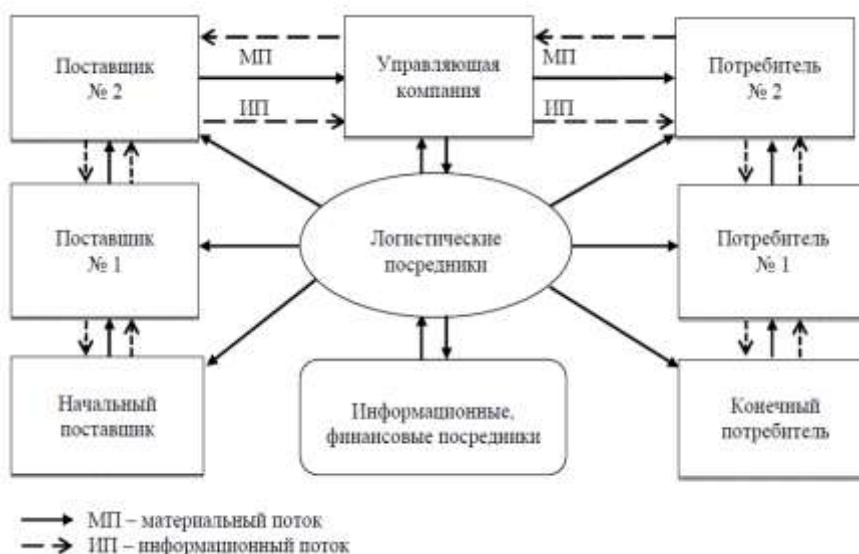 Поставщик
№ 2
МП
ИП
Управляющая
компания
МП
ИП
Потребитель
№ 2
Поставщик
№ 1
Логистические
посредники
Потребитель
№ 1
Начальный
поставщик
Информационные,
финансовые посредники
Конечный
потребитель
МП – материальный поток
ИП – информационный поток